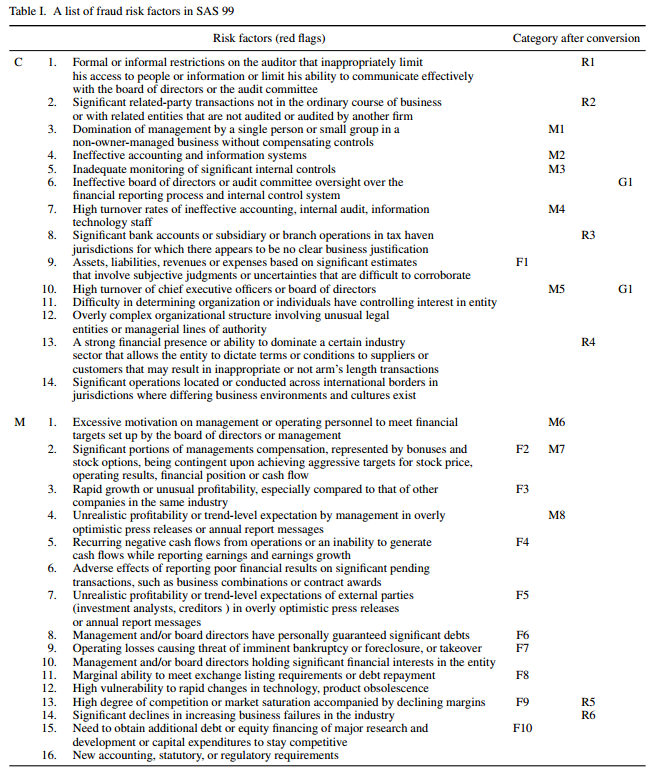 Table I. A list of fraud risk factors in SAS 99
Risk factors (red flags) Category after conversion
C 1. Formal or informal restrictions on the auditor that inappropriately limit R1
his access to people or information or limit his ability to communicate effectively
with the board of directors or the audit committee
2. Significant related-party transactions not in the ordinary course of business R2
or with related entities that are not audited or audited by another firm
3. Domination of management by a single person or small group in a M1
non-owner-managed business without compensating controls
4. Ineffective accounting and information systems M2
5. Inadequate monitoring of significant internal controls M3
6. Ineffective board of directors or audit committee oversight over the G1
financial reporting process and internal control system
7. High turnover rates of ineffective accounting, internal audit, information M4
technology staff
8. Significant bank accounts or subsidiary or branch operations in tax haven R3
jurisdictions for which there appears to be no clear business justification
9. Assets, liabilities, revenues or expenses based on significant estimates F1
that involve subjective judgments or uncertainties that are difficult to corroborate
10. High turnover of chief executive officers or board of directors M5 G1
11. Difficulty in determining organization or individuals have controlling interest in entity
12. Overly complex organizational structure involving unusual legal
entities or managerial lines of authority
13. A strong financial presence or ability to dominate a certain industry R4
sector that allows the entity to dictate terms or conditions to suppliers or
customers that may result in inappropriate or not arm's length transactions
14. Significant operations located or conducted across international borders in
jurisdictions where differing business environments and cultures exist
M 1. Excessive motivation on management or operating personnel to meet financial M6
targets set up by the board of directors or management
2. Significant portions of managements compensation, represented by bonuses and F2 M7
stock options, being contingent upon achieving aggressive targets for stock price,
operating results, financial position or cash flow
3. Rapid growth or unusual profitability, especially compared to that of other F3
companies in the same industry
4. Unrealistic profitability or trend-level expectation by management in overly M8
optimistic press releases or annual report messages
5. Recurring negative cash flows from operations or an inability to generate F4
cash flows while reporting earnings and earnings growth
6. Adverse effects of reporting poor financial results on significant pending
transactions, such as business combinations or contract awards
7. Unrealistic profitability or trend-level expectations of external parties F5
(investment analysts, creditors ) in overly optimistic press releases
or annual report messages
8. Management and/or board directors have personally guaranteed significant debts F6
9. Operating losses causing threat of imminent bankruptcy or foreclosure, or takeover F7
10. Management and/or board directors holding significant financial interests in the entity
11. Marginal ability to meet exchange listing requirements or debt repayment F8
12. High vulnerability to rapid changes in technology, product obsolescence
13. High degree of competition or market saturation accompanied by declining margins F9 R5
14. Significant declines in increasing business failures in the industry R6
15. Need to obtain additional debt or equity financing of major research and F10
development or capital expenditures to stay competitive
16. New accounting, statutory, or regulatory requirements